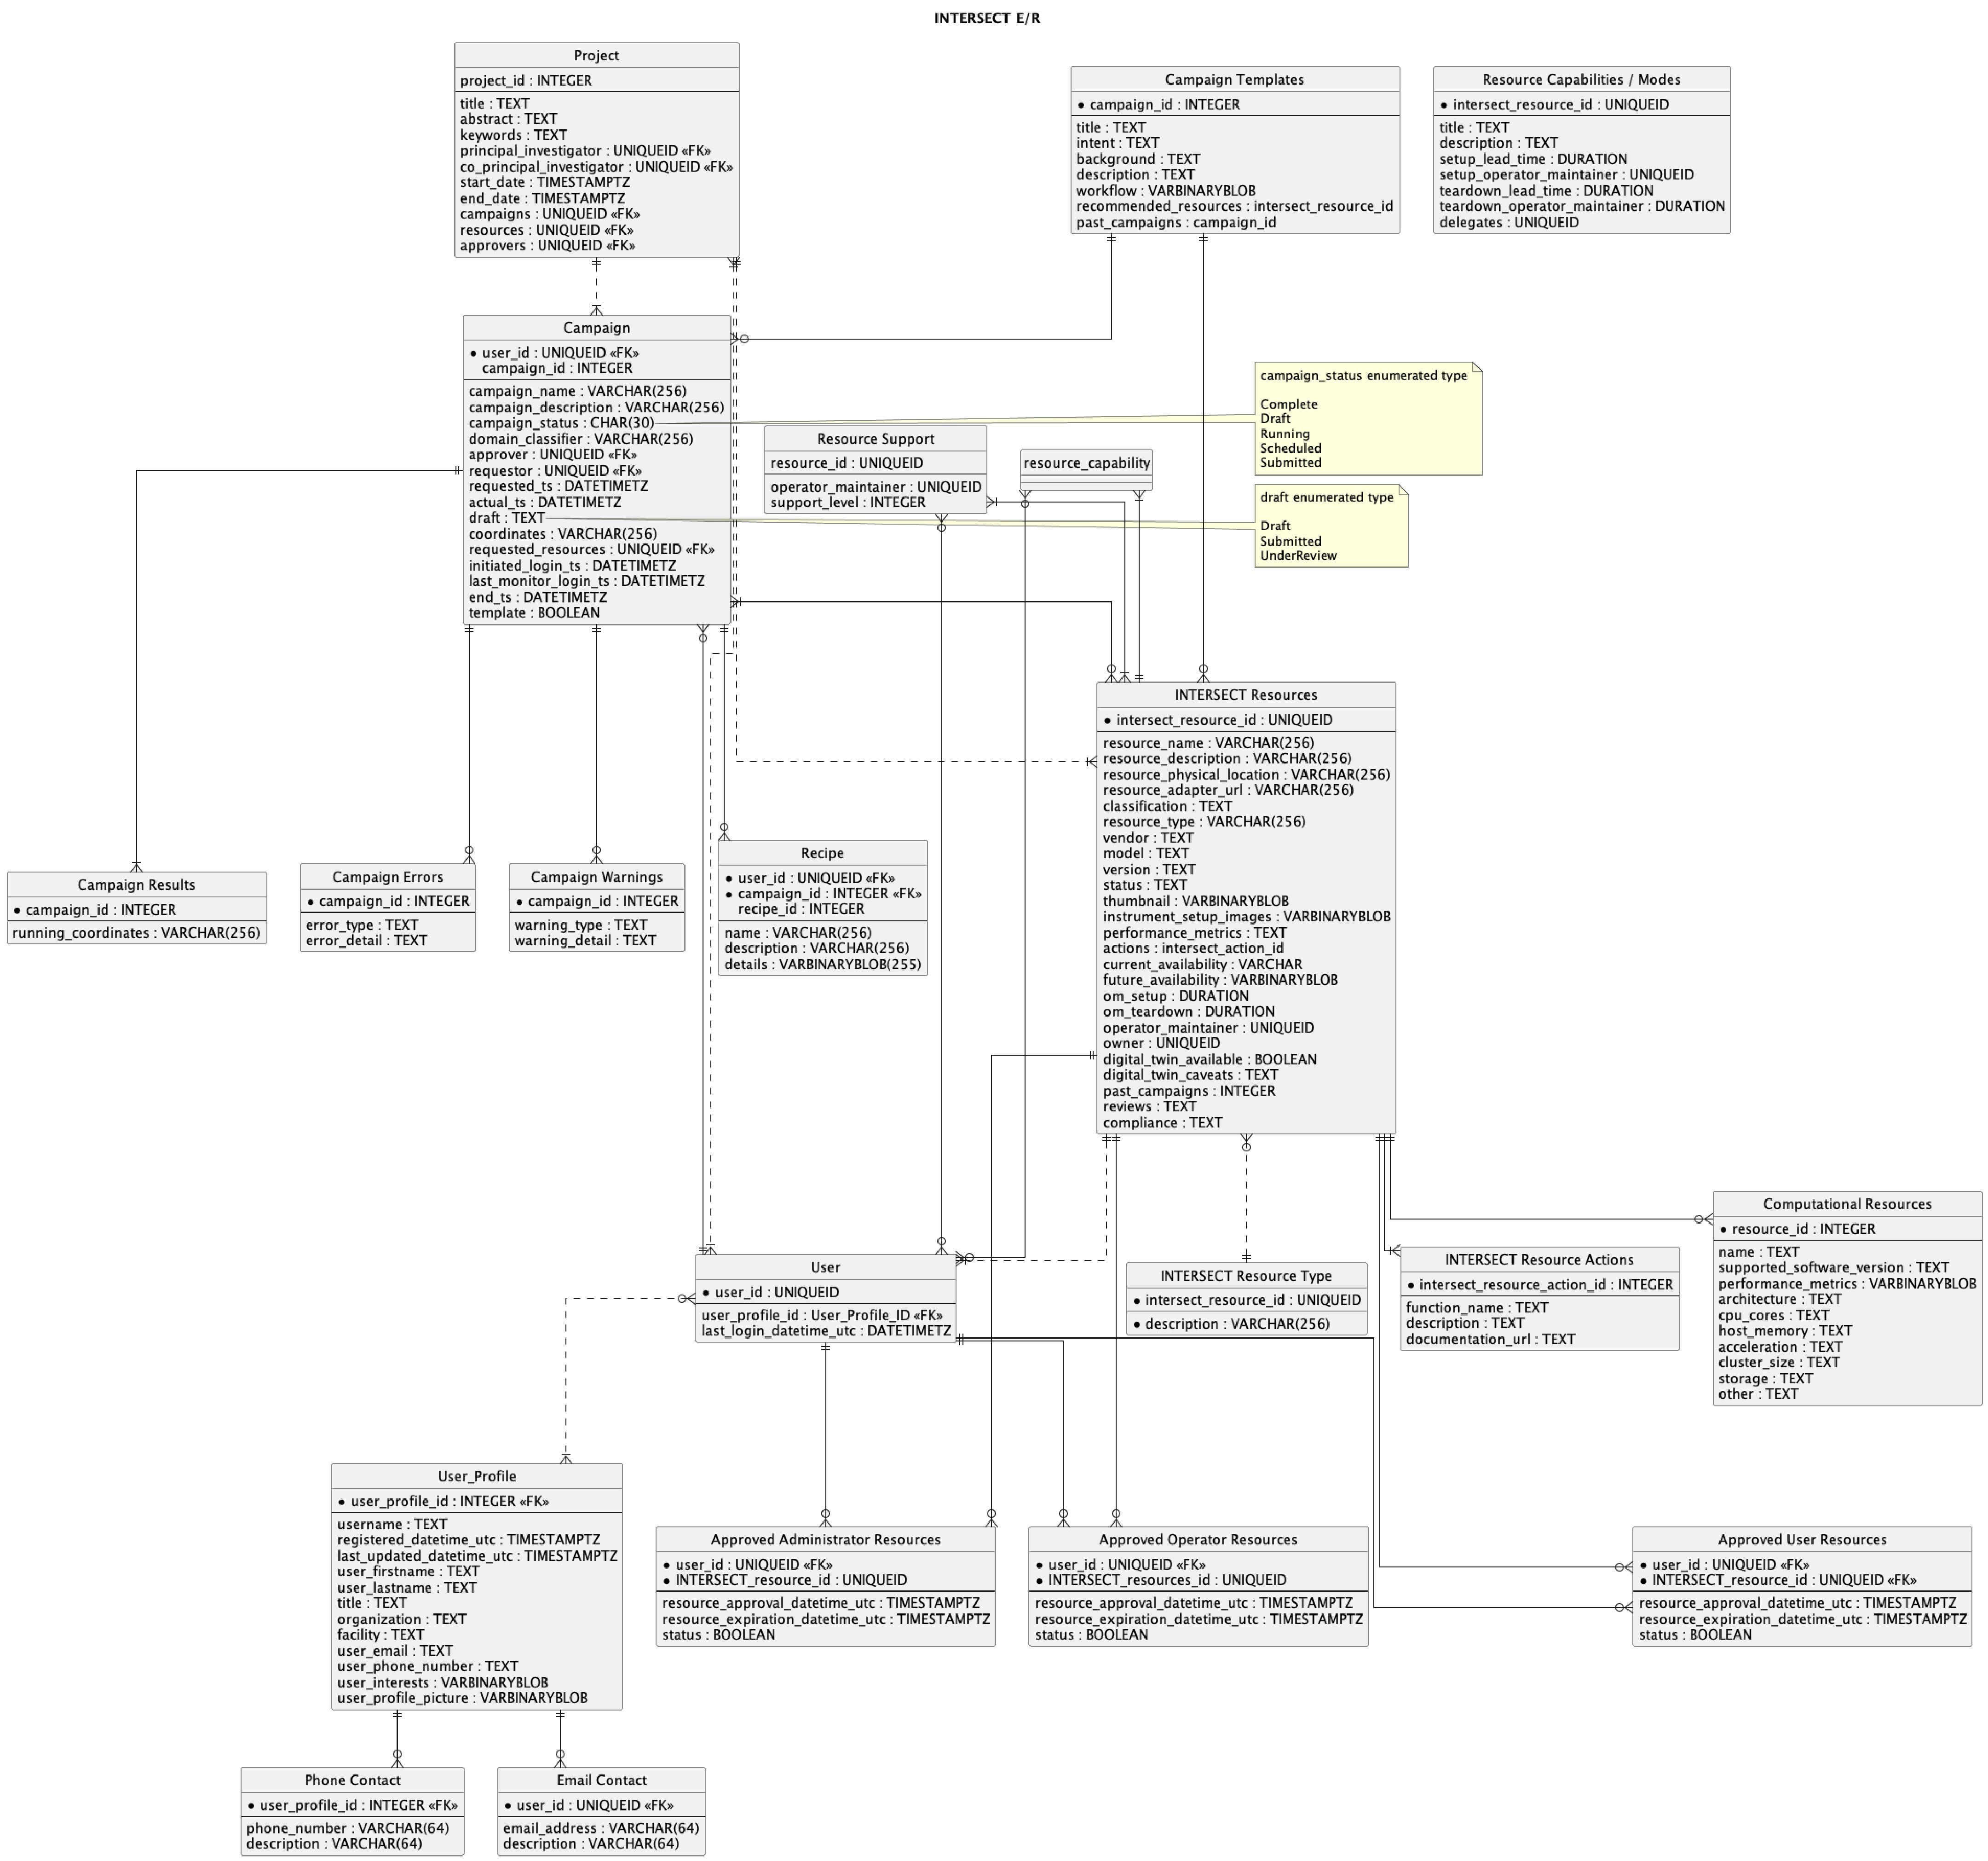 INTERSECT E/R
Project
project_id : INTEGER
title : TEXT
abstract : TEXT
keywords : TEXT
principal_investigator : UNIQUEID «FK»
co_principal_investigator : UNIQUEID «FK»
start_date : TIMESTAMPTZ
end_date : TIMESTAMPTZ
campaigns : UNIQUEID «FK»
resources : UNIQUEID «FK»
approvers : UNIQUEID «FK»
Campaign Templates
campaign_id : INTEGER
title : TEXT
intent : TEXT
background : TEXT
description : TEXT
workflow : VARBINARYBLOB
recommended_resources : intersect_resource_id
past_campaigns : campaign_id
Resource Capabilities / Modes
intersect_resource_id : UNIQUEID
title : TEXT
description : TEXT
setup_lead_time : DURATION
setup_operator_maintainer : UNIQUEID
teardown_lead_time : DURATION
teardown_operator_maintainer : DURATION
delegates : UNIQUEID
Campaign
user_id : UNIQUEID «FK»
campaign_id : INTEGER
campaign_name : VARCHAR(256)
campaign_description : VARCHAR(256)
campaign_status : CHAR(30)
domain_classifier : VARCHAR(256)
approver : UNIQUEID «FK»
requestor : UNIQUEID «FK»
requested_ts : DATETIMETZ
actual_ts : DATETIMETZ
draft : TEXT
coordinates : VARCHAR(256)
requested_resources : UNIQUEID «FK»
initiated_login_ts : DATETIMETZ
last_monitor_login_ts : DATETIMETZ
end_ts : DATETIMETZ
template : BOOLEAN
campaign_status enumerated type
Complete
Draft
Running
Scheduled
Submitted
Resource Support
resource_id : UNIQUEID
operator_maintainer : UNIQUEID
support_level : INTEGER
resource_capability
draft enumerated type
Draft
Submitted
UnderReview
INTERSECT Resources
intersect_resource_id : UNIQUEID
resource_name : VARCHAR(256)
resource_description : VARCHAR(256)
resource_physical_location : VARCHAR(256)
resource_adapter_url : VARCHAR(256)
classification : TEXT
resource_type : VARCHAR(256)
vendor : TEXT
model : TEXT
version : TEXT
status : TEXT
thumbnail : VARBINARYBLOB
instrument_setup_images : VARBINARYBLOB
performance_metrics : TEXT
actions : intersect_action_id
current_availability : VARCHAR
future_availability : VARBINARYBLOB
om_setup : DURATION
om_teardown : DURATION
operator_maintainer : UNIQUEID
owner : UNIQUEID
digital_twin_available : BOOLEAN
digital_twin_caveats : TEXT
past_campaigns : INTEGER
reviews : TEXT
compliance : TEXT
Campaign Results
campaign_id : INTEGER
running_coordinates : VARCHAR(256)
Campaign Errors
campaign_id : INTEGER
error_type : TEXT
error_detail : TEXT
Campaign Warnings
campaign_id : INTEGER
warning_type : TEXT
warning_detail : TEXT
Recipe
user_id : UNIQUEID «FK»
campaign_id : INTEGER «FK»
recipe_id : INTEGER
name : VARCHAR(256)
description : VARCHAR(256)
details : VARBINARYBLOB(255)
User
user_id : UNIQUEID
user_profile_id : User_Profile_ID «FK»
last_login_datetime_utc : DATETIMETZ
INTERSECT Resource Type
intersect_resource_id : UNIQUEID
description : VARCHAR(256)
INTERSECT Resource Actions
intersect_resource_action_id : INTEGER
function_name : TEXT
description : TEXT
documentation_url : TEXT
Computational Resources
resource_id : INTEGER
name : TEXT
supported_software_version : TEXT
performance_metrics : VARBINARYBLOB
architecture : TEXT
cpu_cores : TEXT
host_memory : TEXT
acceleration : TEXT
cluster_size : TEXT
storage : TEXT
other : TEXT
User_Profile
user_profile_id : INTEGER «FK»
username : TEXT
registered_datetime_utc : TIMESTAMPTZ
last_updated_datetime_utc : TIMESTAMPTZ
user_firstname : TEXT
user_lastname : TEXT
title : TEXT
organization : TEXT
facility : TEXT
user_email : TEXT
user_phone_number : TEXT
user_interests : VARBINARYBLOB
user_profile_picture : VARBINARYBLOB
Approved Administrator Resources
user_id : UNIQUEID «FK»
INTERSECT_resource_id : UNIQUEID
resource_approval_datetime_utc : TIMESTAMPTZ
resource_expiration_datetime_utc : TIMESTAMPTZ
status : BOOLEAN
Approved Operator Resources
user_id : UNIQUEID «FK»
INTERSECT_resources_id : UNIQUEID
resource_approval_datetime_utc : TIMESTAMPTZ
resource_expiration_datetime_utc : TIMESTAMPTZ
status : BOOLEAN
Approved User Resources
user_id : UNIQUEID «FK»
INTERSECT_resource_id : UNIQUEID «FK»
resource_approval_datetime_utc : TIMESTAMPTZ
resource_expiration_datetime_utc : TIMESTAMPTZ
status : BOOLEAN
Phone Contact
user_profile_id : INTEGER «FK»
phone_number : VARCHAR(64)
description : VARCHAR(64)
Email Contact
user_id : UNIQUEID «FK»
email_address : VARCHAR(64)
description : VARCHAR(64)